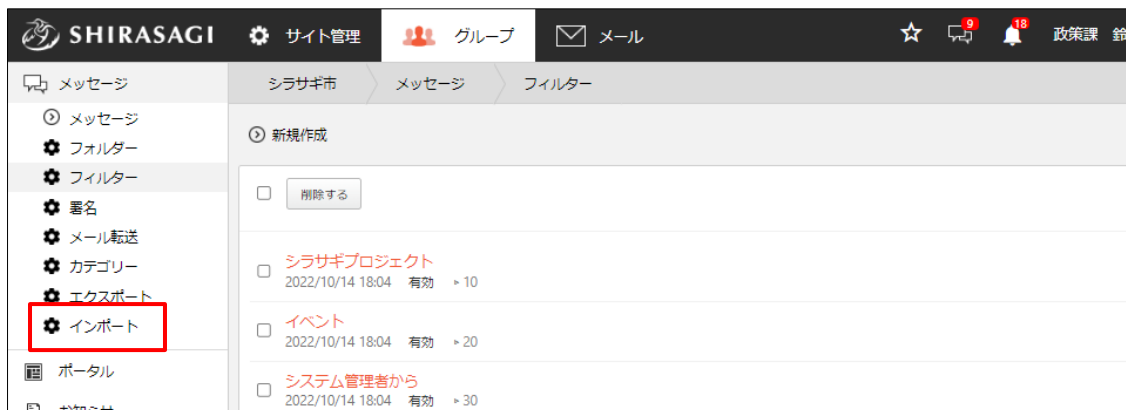 SHIRASAGI サイト管理 グループ メール 9 18 政策課
メッセージ シラサギ市 メッセージ フィルター
メッセージ
フォルダー
新規作成
フィルター
署名
削除する
メール転送
カテゴリー
エクスポート
インポート
ポータル
シラサギプロジェクト
2022/10/14 18:04 有効 10
イベント
2022/10/14 18:04 有効 20
システム管理者から
2022/10/14 18:04 有効 30